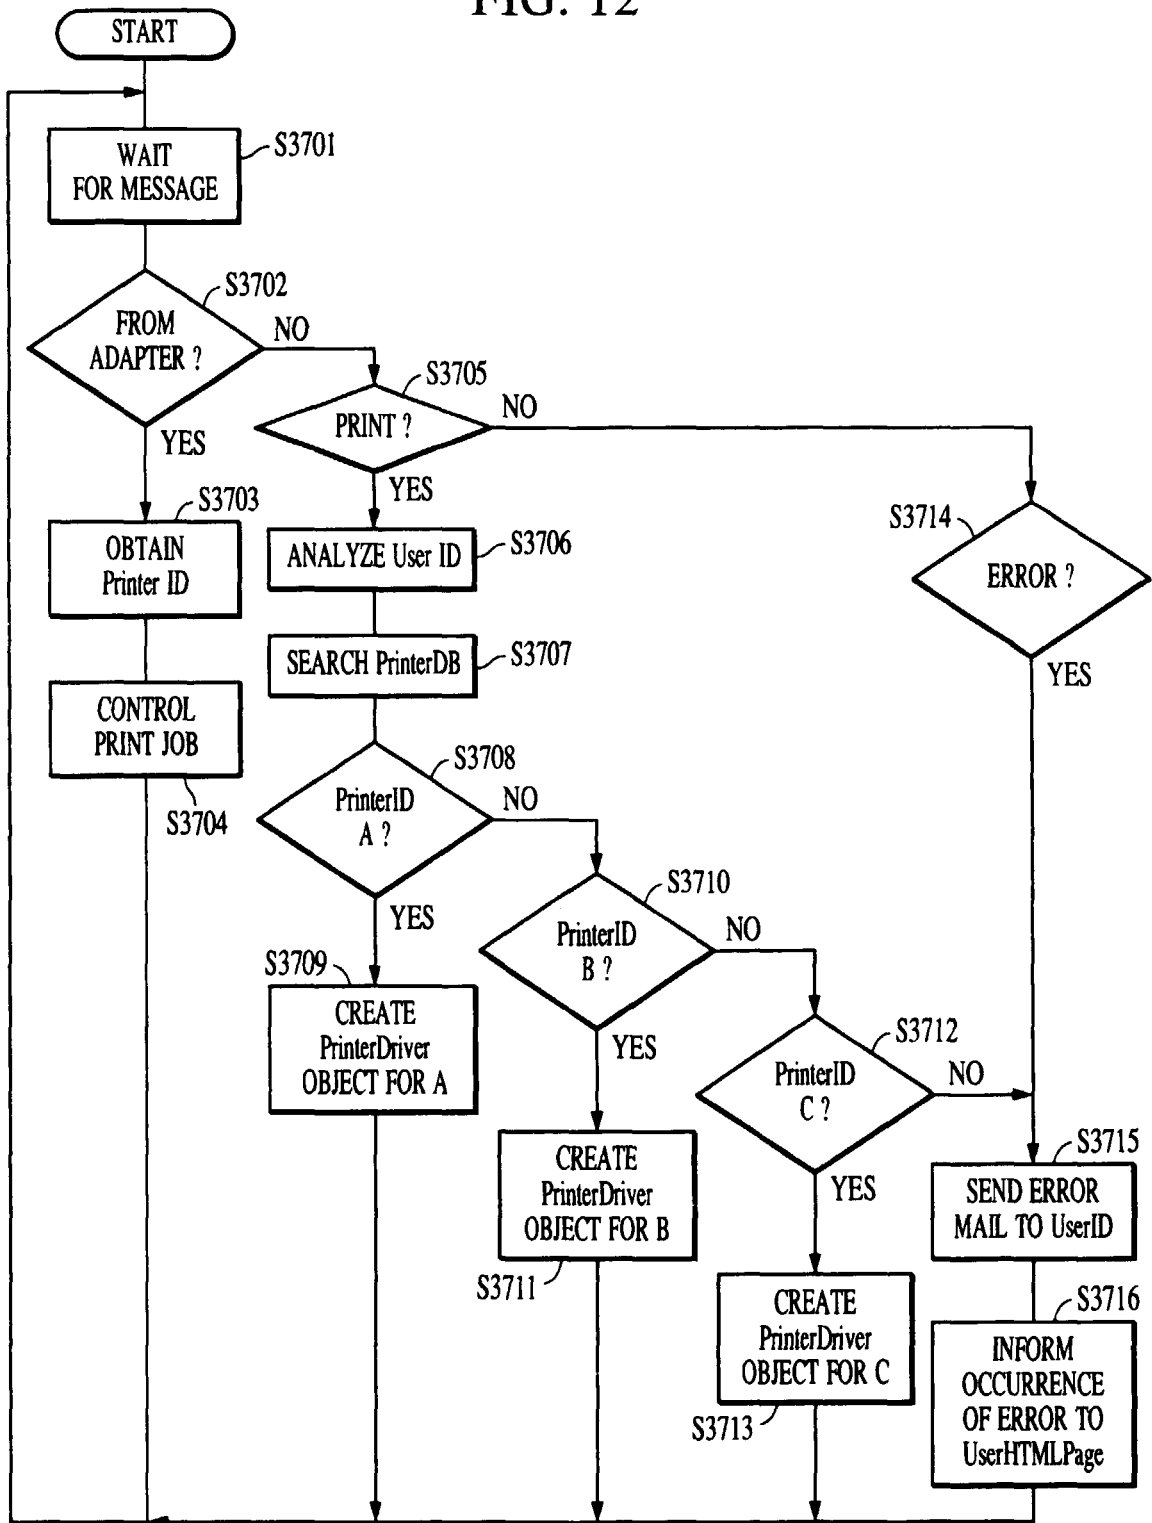 FIG. 12
START
WAIT
FOR MESSAGE
S3701
FROM
ADAPTER ?
S3702
NO
YES
S3705
PRINT ?
NO
YES
S3703
OBTAIN
Printer ID
S3706
ANALYZE User ID
S3714
ERROR ?
YES
S3707
SEARCH PrinterDB
CONTROL
PRINT JOB
S3704
S3708
PrinterID
A ?
NO
YES
S3710
PrinterID
B ?
NO
YES
S3709
CREATE
PrinterDriver
OBJECT FOR A
S3712
PrinterID
C ?
NO
YES
CREATE
PrinterDriver
OBJECT FOR B
S3711
S3715
SEND ERROR
MAIL TO UserID
CREATE
PrinterDriver
OBJECT FOR C
S3713
S3716
INFORM
OCCURRENCE
OF ERROR TO
UserHTMLPage